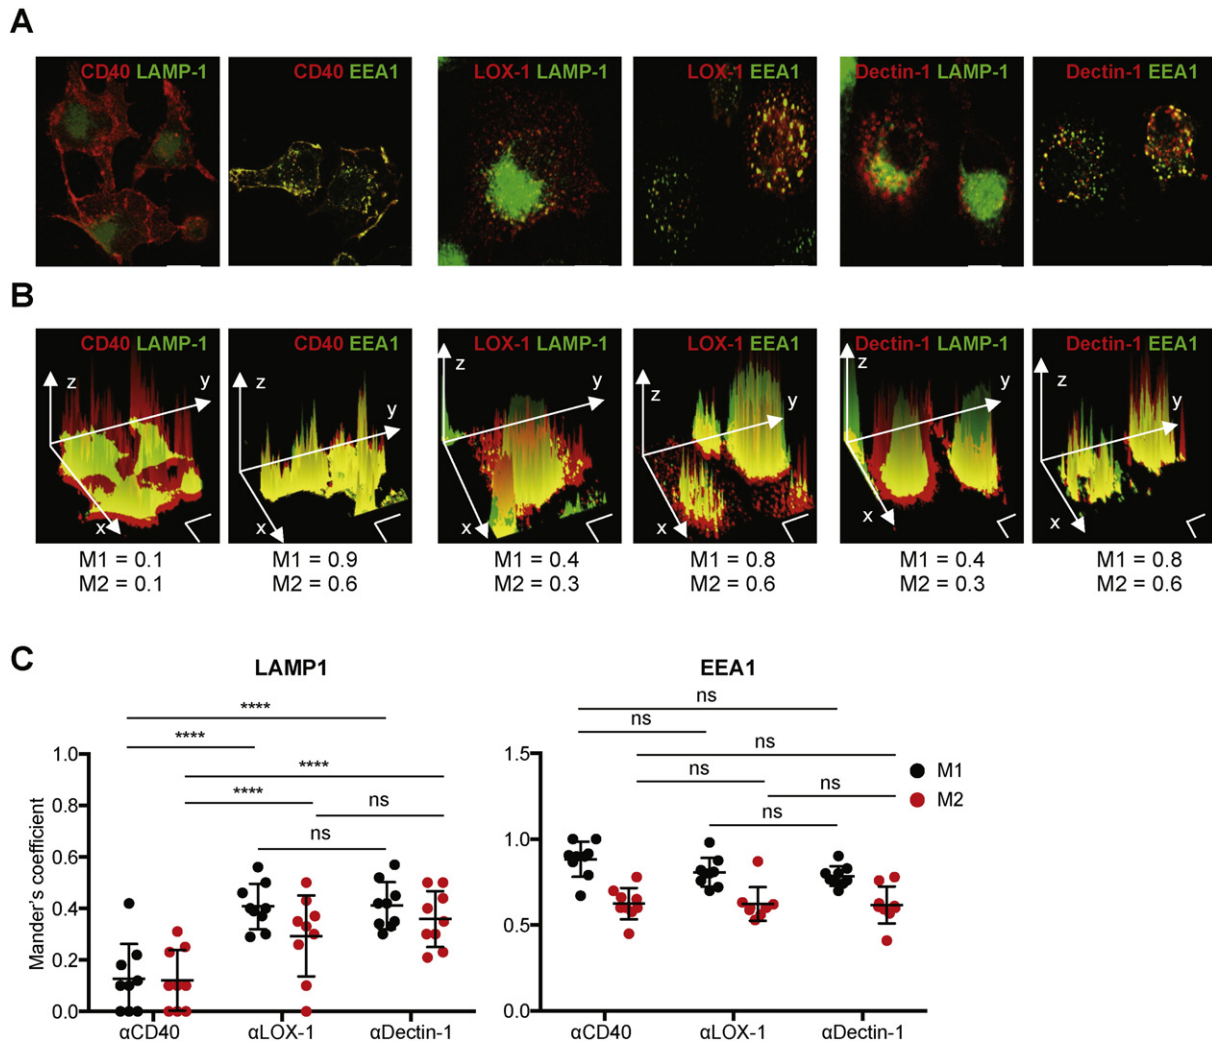 A
CD40 LAMP-1
CD40 EEA1
LOX-1 LAMP-1
LOX-1 EEA1
Dectin-1 LAMP-1
Dectin-1 EEA1
B
CD40 LAMP-1
z
y
x
CD40 EEA1
z
y
x
LOX-1 LAMP-1
z
y
x
LOX-1 EEA1
z
y
x
Dectin-1 LAMP-1
z
y
x
Dectin-1 EEA1
z
y
x
M1 = 0.1
M2 = 0.1
M1 = 0.9
M2 = 0.6
M1 = 0.4
M2 = 0.3
M1 = 0.8
M2 = 0.6
M1 = 0.4
M2 = 0.3
M1 = 0.8
M2 = 0.6
C
LAMP1
****
****
****
****
ns
ns
Mander's coefficient
1.0
0.8
0.6
0.4
0.2
0.0
αCD40
αLOX-1
αDectin-1
EEA1
ns
ns
ns
ns
ns
ns
1.5
1.0
0.5
0.0
αCD40
αLOX-1
αDectin-1
M1
M2